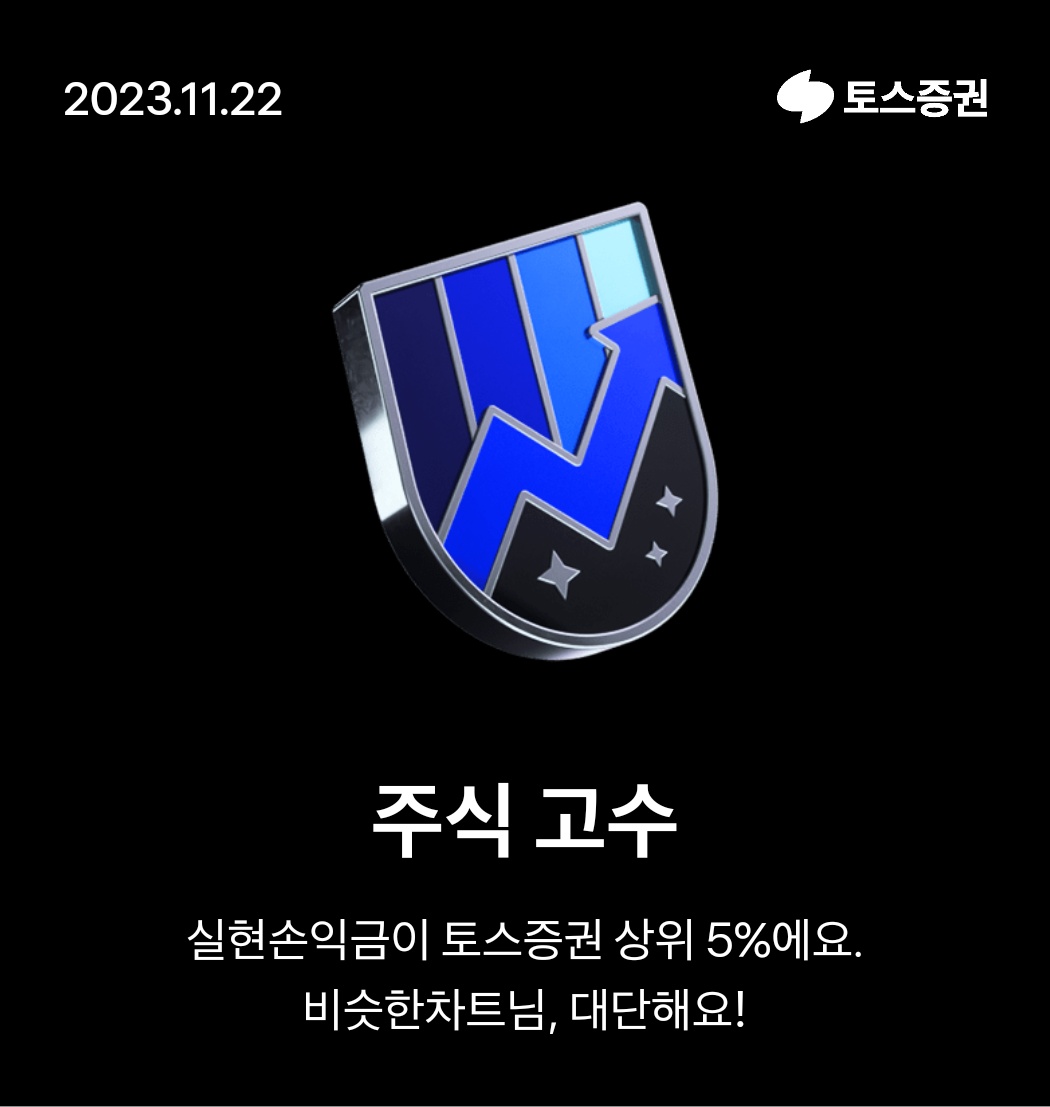 2023.11.22
토스증권
주식 고수
실현손익금이 토스증권 상위 5%에요.
비슷한차트님, 대단해요!